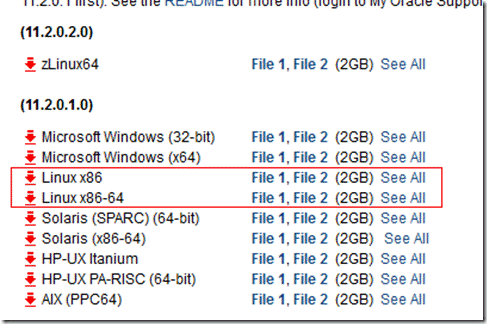 11.2.0.1 first). See the README for more info (login to My Oracle Suppor
(11.2.0.2.0)
zLinux64 File 1, File 2 (2GB) See All
(11.2.0.1.0)
Microsoft Windows (32-bit) File 1, File 2 (2GB) See All
Microsoft Windows (x64) File 1, File 2 (2GB) See All
Linux x86 File 1, File 2 (2GB) See All
Linux x86-64 File 1, File 2 (2GB) See All
Solaris (SPARC) (64-bit) File 1, File 2 (2GB) See All
Solaris (x86-64) File 1, File 2 (2GB) See All
HP-UX Itanium File 1, File 2 (2GB) See All
HP-UX PA-RISC (64-bit) File 1, File 2 (2GB) See All
AIX (PPC64) File 1, File 2 (2GB) See All